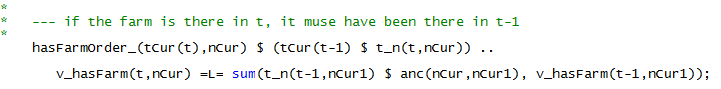 *
* --- if the farm is there in t, it muse have been there in t-1
*
hasFarmOrder_(tCur(t),nCur) $ (tCur(t-1) $ t_n(t,nCur)) ..
v_hasFarm(t,nCur) =L= sum(t_n(t-1,nCur1) $ anc(nCur,nCur1), v_hasFarm(t-1,nCur1));